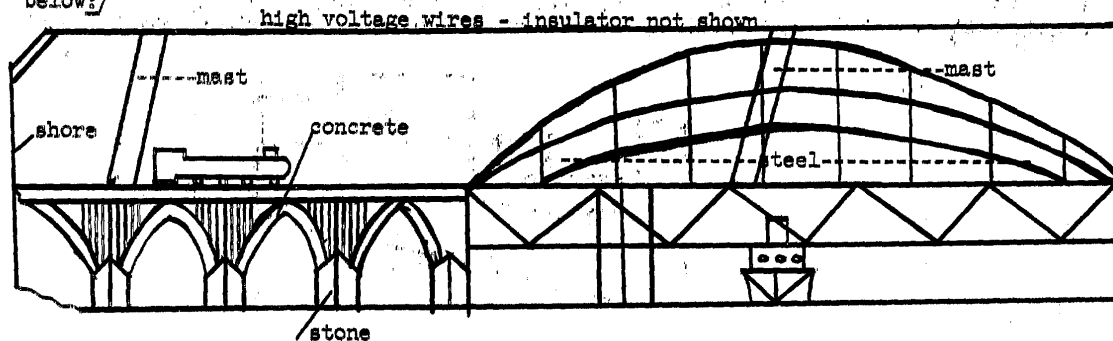 below:/
high voltage wires - insulator not shown
mast
mast
shore
concrete
steel
stone